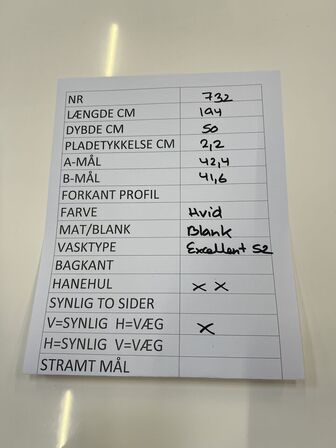 NR 732
LÆNGDE CM 194
DYBDE CM 50
PLADETYKKELSE CM 2,2
A-MÅL 42,4
B-MÅL 41,6
FORKANT PROFIL
FARVE Hvid
MAT/BLANK Blank
VASKTYPE Excellent 52
BAGKANT
HANEHUL X X
SYNLIG TO SIDER
V=SYNLIG H=VÆG X
H=SYNLIG V=VÆG
STRAMT MÅL